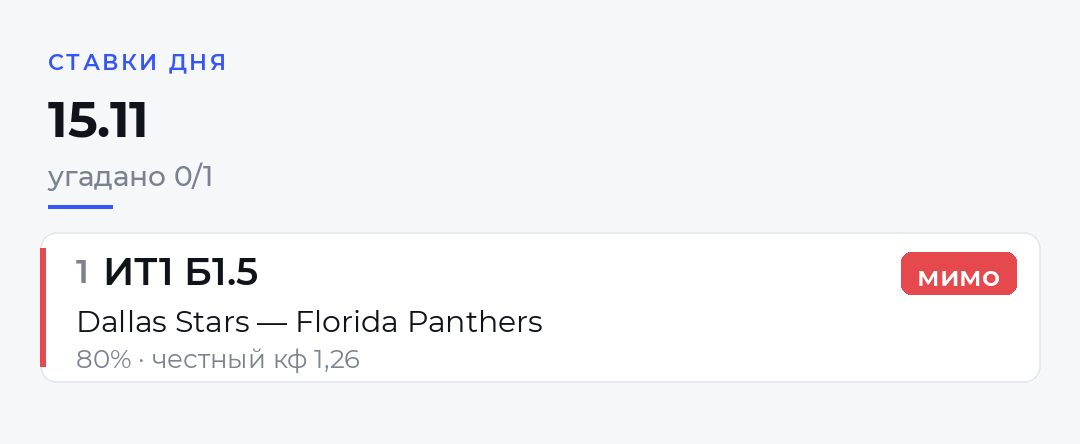 СТАВКИ ДНЯ
15.11
угадано 0/1
1 ИТ1 Б1.5
мимо
Dallas Stars — Florida Panthers
80% · честный кф 1,26